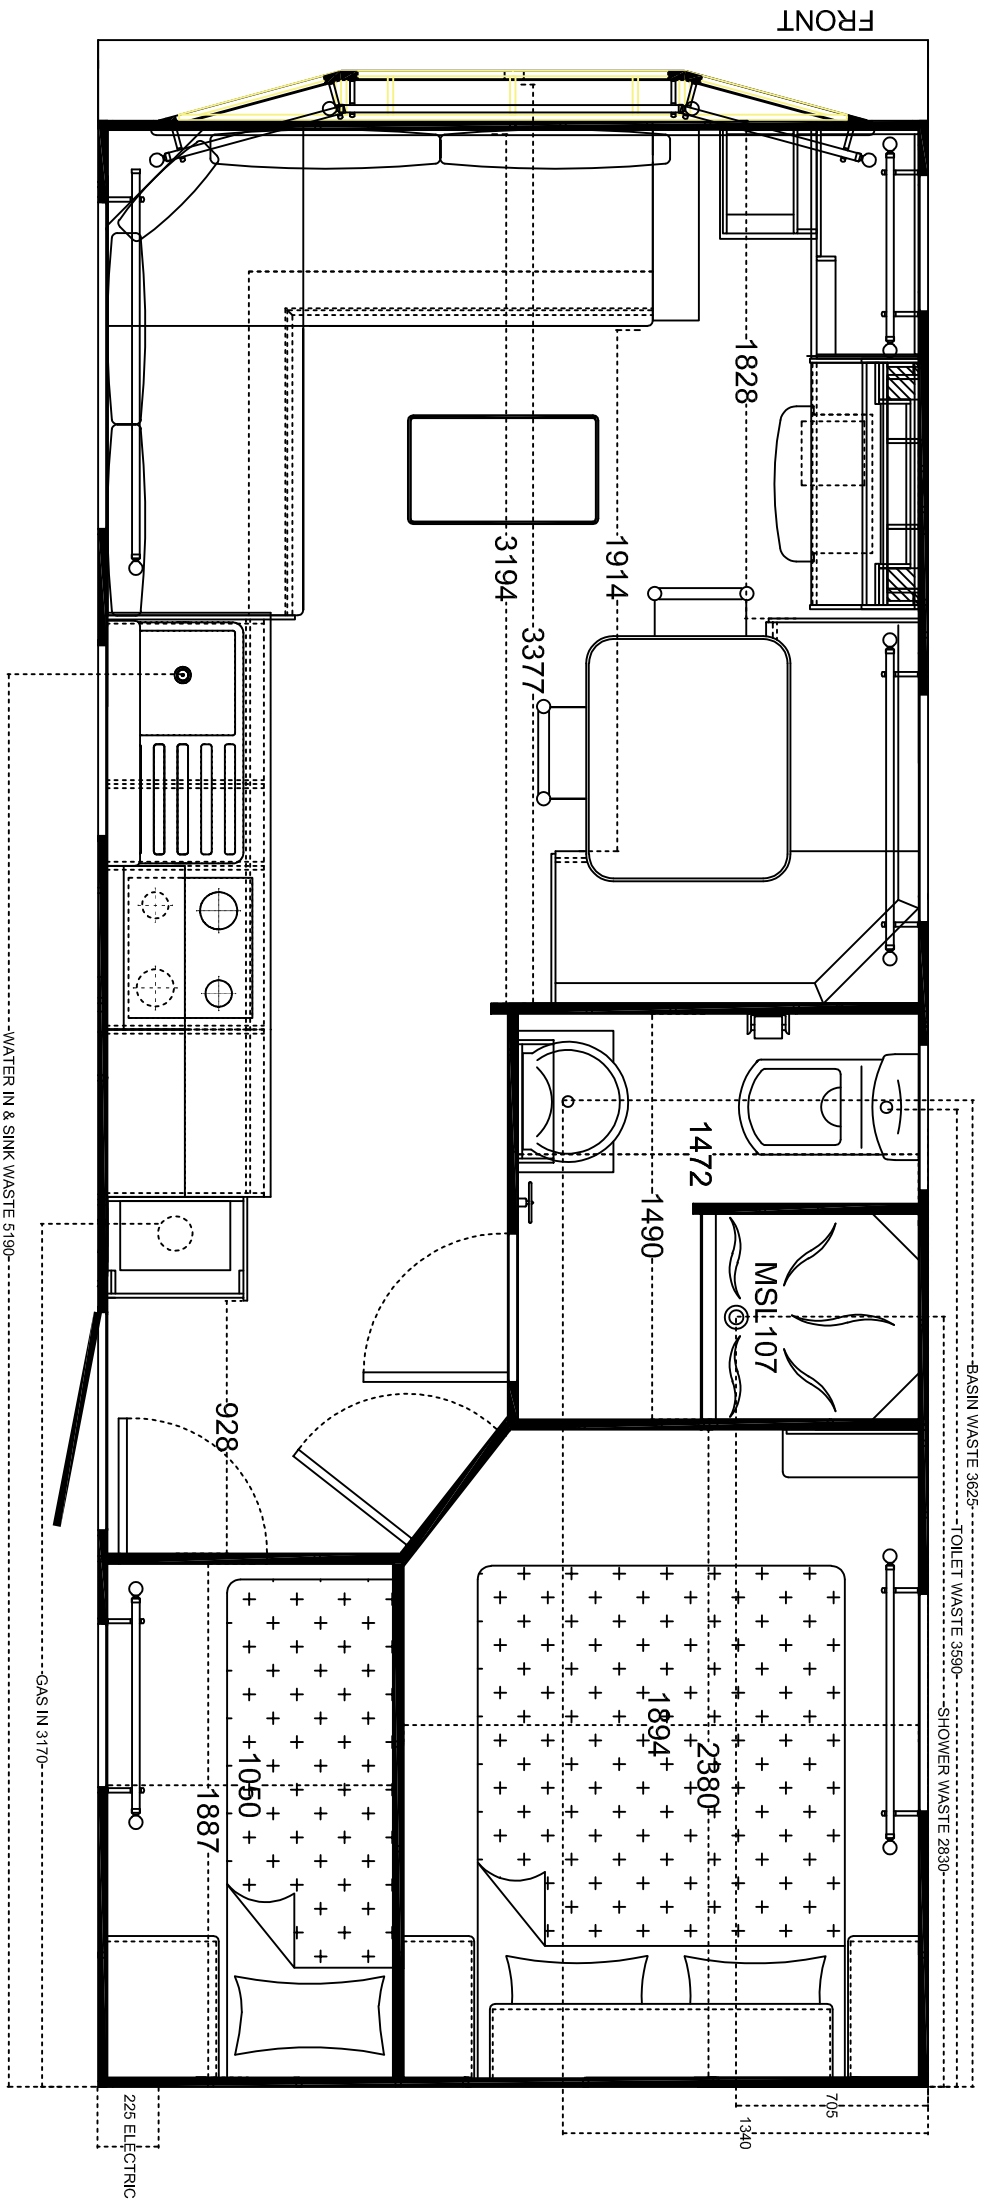 FRONT
1828
3194
1914
3377
WATER IN & SINK WASTE 5190
1472
1490
MSL 107
BASIN WASTE 3625
928
TOILET WASTE 3590
GAS IN 3170
SHOWER WASTE 2830
1894
2380
1050
1887
225 ELECTRIC
705
1340